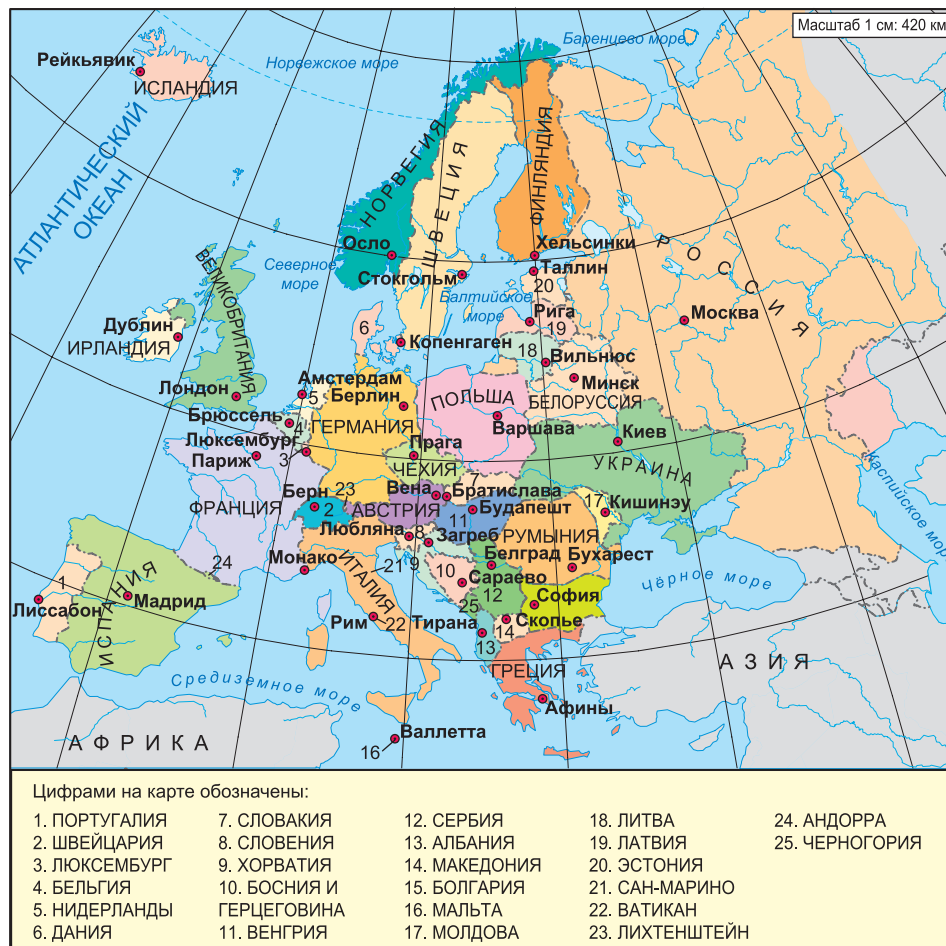 Масштаб 1 см: 420 км
Баренцево море
Норвежское море
Рейкьявик
ИСЛАНДИЯ
АТЛАНТИЧЕСКИЙ
ОКЕАН
НОРВЕГИЯ
ШВЕЦИЯ
ФИНЛЯНДИЯ
РОССИЯ
Осло
Хельсинки
Северное
море
Стокгольм
Таллин
20
Балтийское
море
ВЕЛИКОБРИТАНИЯ
Рига
19
Москва
Дублин
ИРЛАНДИЯ
6
Копенгаген
18
Вильнюс
Минск
БЕЛОРУССИЯ
Лондон
Амстердам
5
Берлин
ПОЛЬША
Варшава
Брюссель
4
ГЕРМАНИЯ
Люксембург
3
Париж
Прага
ЧЕХИЯ
Киев
УКРАИНА
Каспийское море
7
Берн
23
2
Вена
Братислава
АВСТРИЯ
Будапешт
11
17
Кишинэу
ФРАНЦИЯ
Любляна
8
Загреб
РУМЫНИЯ
24
Монако
ИТАЛИЯ
21
9
10
Белград
Бухарест
Сараево
12
Чёрное море
1
ИСПАНИЯ
Лиссабон
Мадрид
25
София
Рим
22
Тирана
Скопье
14
13
ГРЕЦИЯ
АЗИЯ
Средиземное море
Афины
АФРИКА
Валлетта
16
Цифрами на карте обозначены:
1. ПОРТУГАЛИЯ
2. ШВЕЙЦАРИЯ
3. ЛЮКСЕМБУРГ
4. БЕЛЬГИЯ
5. НИДЕРЛАНДЫ
6. ДАНИЯ
7. СЛОВАКИЯ
8. СЛОВЕНИЯ
9. ХОРВАТИЯ
10. БОСНИЯ И
ГЕРЦЕГОВИНА
11. ВЕНГРИЯ
12. СЕРБИЯ
13. АЛБАНИЯ
14. МАКЕДОНИЯ
15. БОЛГАРИЯ
16. МАЛЬТА
17. МОЛДОВА
18. ЛИТВА
19. ЛАТВИЯ
20. ЭСТОНИЯ
21. САН-МАРИНО
22. ВАТИКАН
23. ЛИХТЕНШТЕЙН
24. АНДОРРА
25. ЧЕРНОГОРИЯ